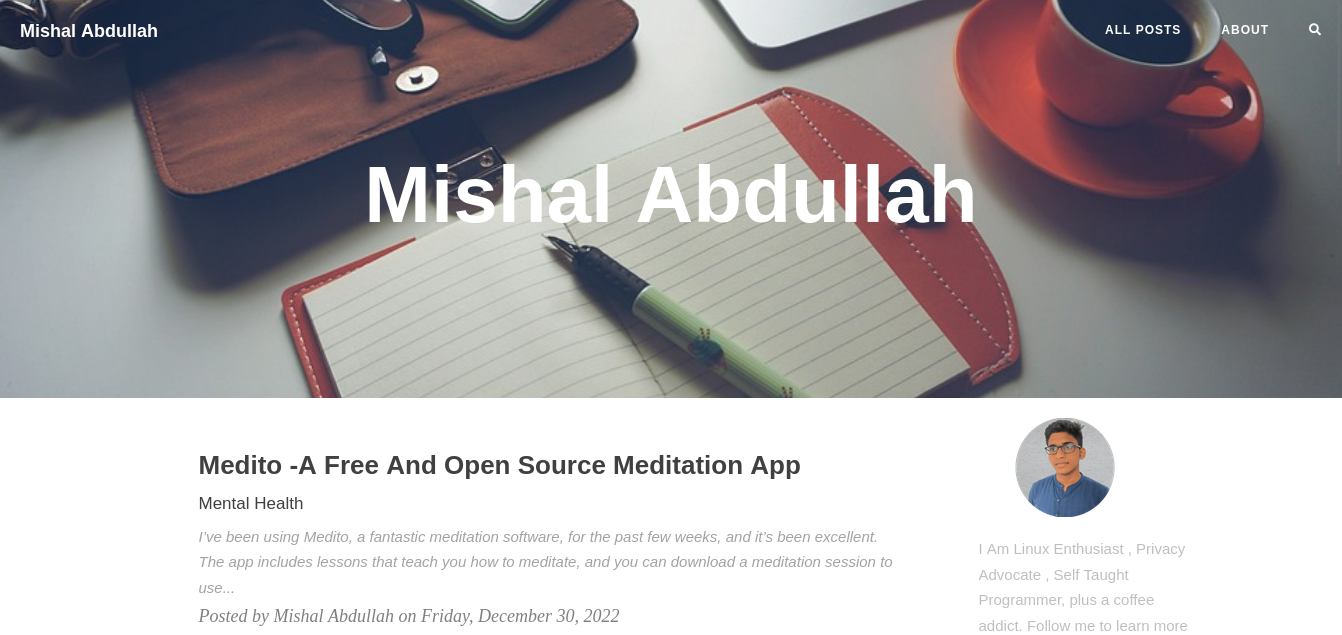 Mishal Abdullah
ALL POSTS
ABOUT
Mishal Abdullah
Medito -A Free And Open Source Meditation App
Mental Health
I’ve been using Medito, a fantastic meditation software, for the past few weeks, and it’s been excellent.
The app includes lessons that teach you how to meditate, and you can download a meditation session to
use...
Posted by Mishal Abdullah on Friday, December 30, 2022
I Am Linux Enthusiast , Privacy
Advocate , Self Taught
Programmer, plus a coffee
addict. Follow me to learn more